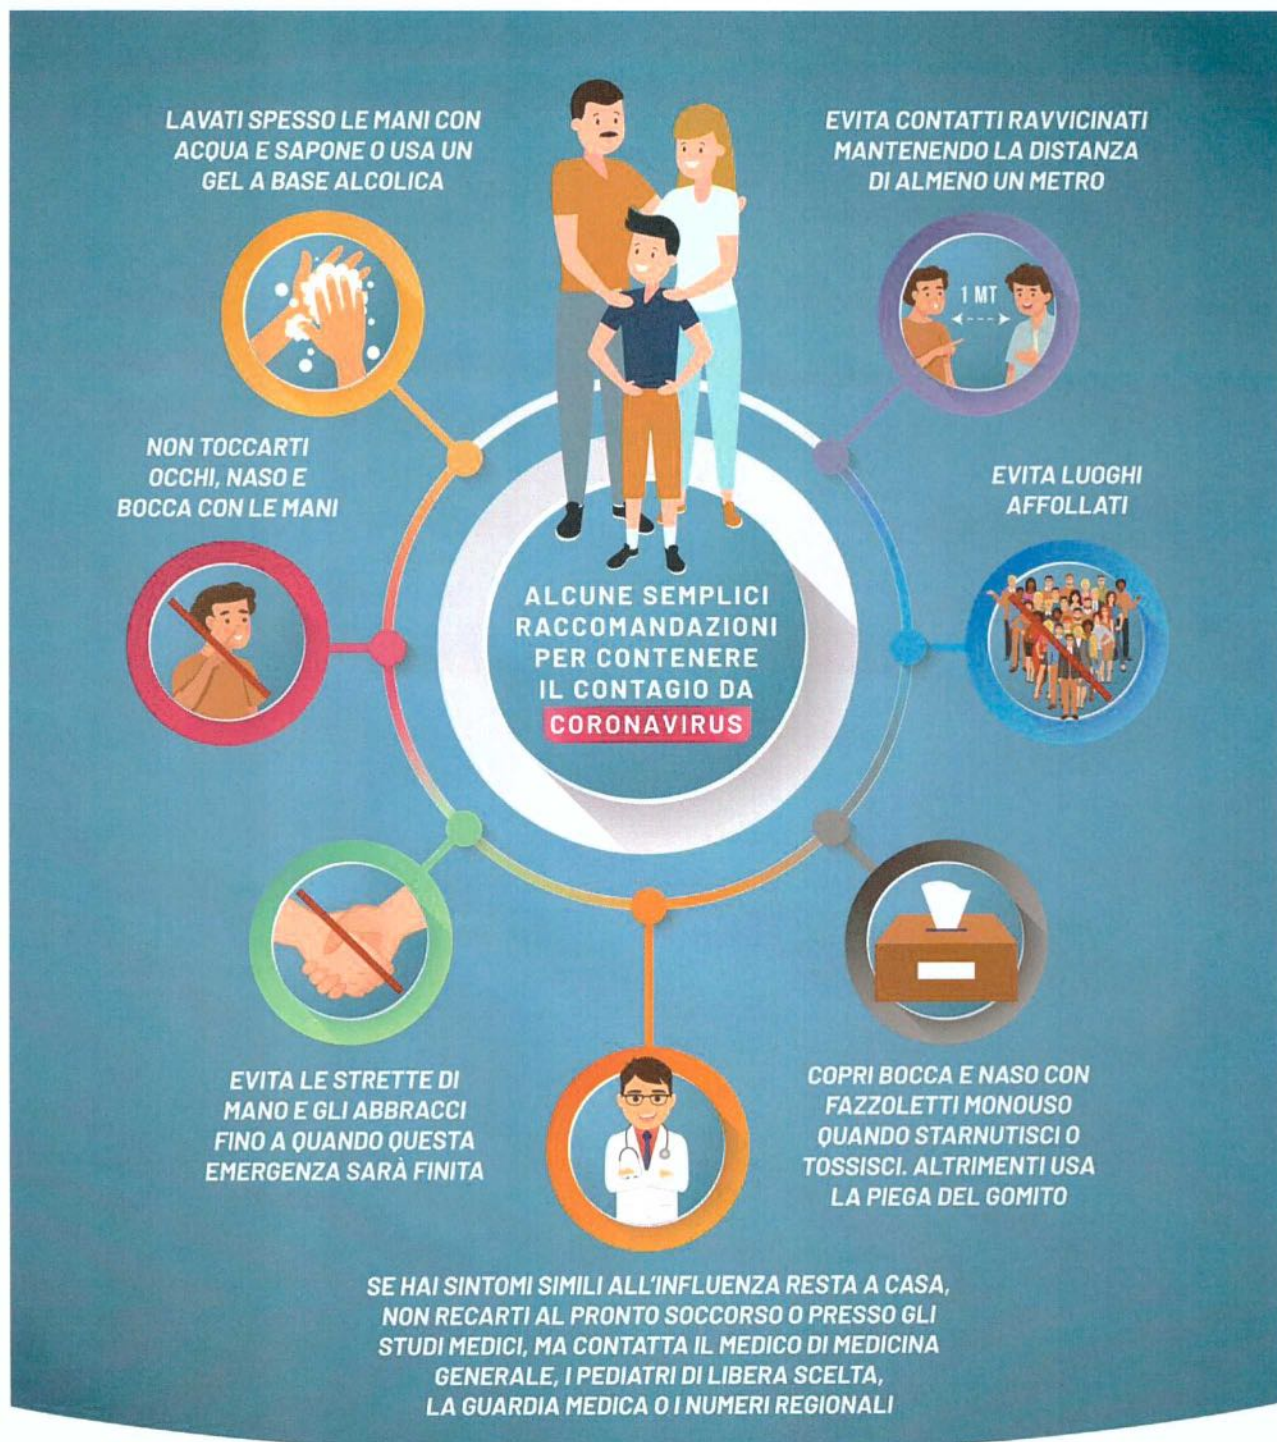 LAVATI SPESSO LE MANI CON
ACQUA E SAPONE O USA UN
GEL A BASE ALCOLICA
EVITA CONTATTI RAVVICINATI
MANTENENDO LA DISTANZA
DI ALMENO UN METRO
1 MT
NON TOCCARTI
OCCHI, NASO E
BOCCA CON LE MANI
EVITA LUOGHI
AFFOLLATI
ALCUNE SEMPLICI
RACCOMANDAZIONI
PER CONTENERE
IL CONTAGIO DA
CORONAVIRUS
EVITA LE STRETTE DI
MANO E GLI ABBRACCI
FINO A QUANDO QUESTA
EMERGENZA SARÀ FINITA
COPRI BOCCA E NASO CON
FAZZOLETTI MONOUSO
QUANDO STARNUTISCI O
TOSSISCI. ALTRIMENTI USA
LA PIEGA DEL GOMITO
SE HAI SINTOMI SIMILI ALL'INFLUENZA RESTA A CASA,
NON RECARTI AL PRONTO SOCCORSO O PRESSO GLI
STUDI MEDICI, MA CONTATTA IL MEDICO DI MEDICINA
GENERALE, I PEDIATRI DI LIBERA SCELTA,
LA GUARDIA MEDICA O I NUMERI REGIONALI